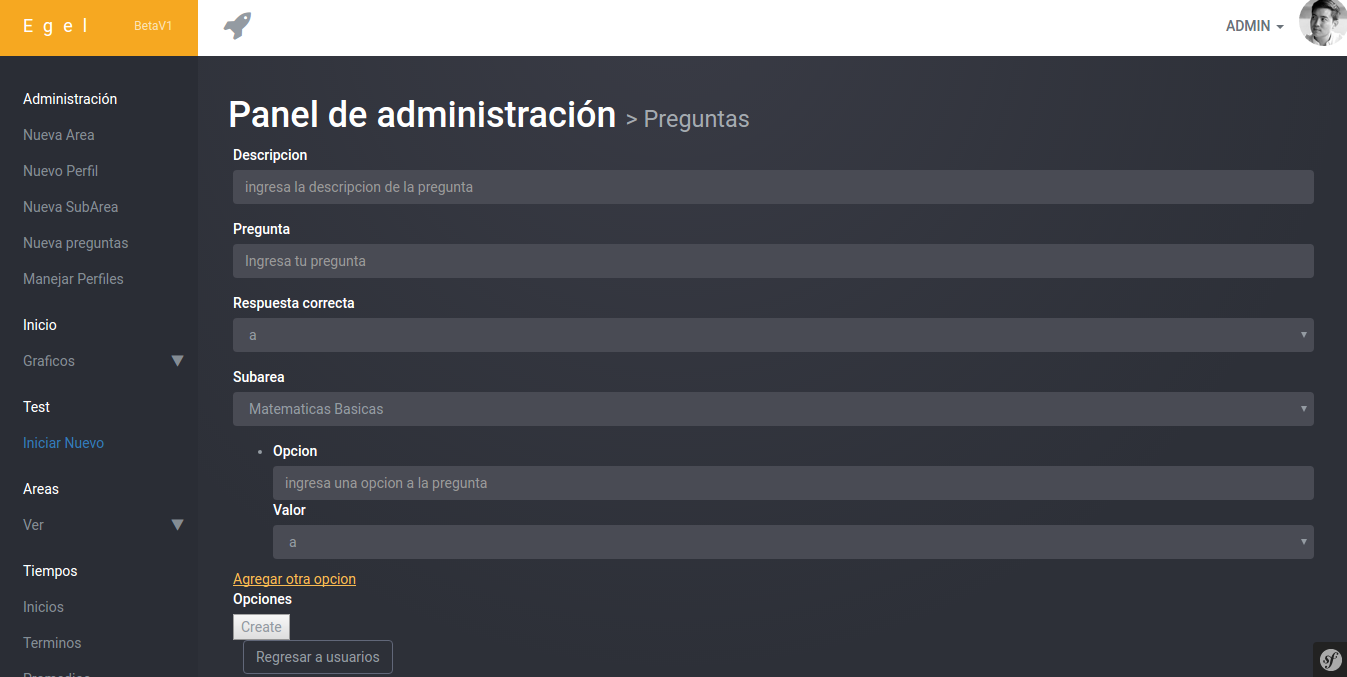 E g e l
BetaV1
ADMIN
Administración
Nueva Area
Nuevo Perfil
Nueva SubArea
Nueva preguntas
Manejar Perfiles
Inicio
Graficos
Test
Iniciar Nuevo
Areas
Ver
Tiempos
Inicios
Terminos
Promedios
Panel de administración > Preguntas
Descripcion
ingresa la descripcion de la pregunta
Pregunta
Ingresa tu pregunta
Respuesta correcta
a
Subarea
Matematicas Basicas
Opcion
ingresa una opcion a la pregunta
Valor
a
Agregar otra opcion
Opciones
Create
Regresar a usuarios
sf